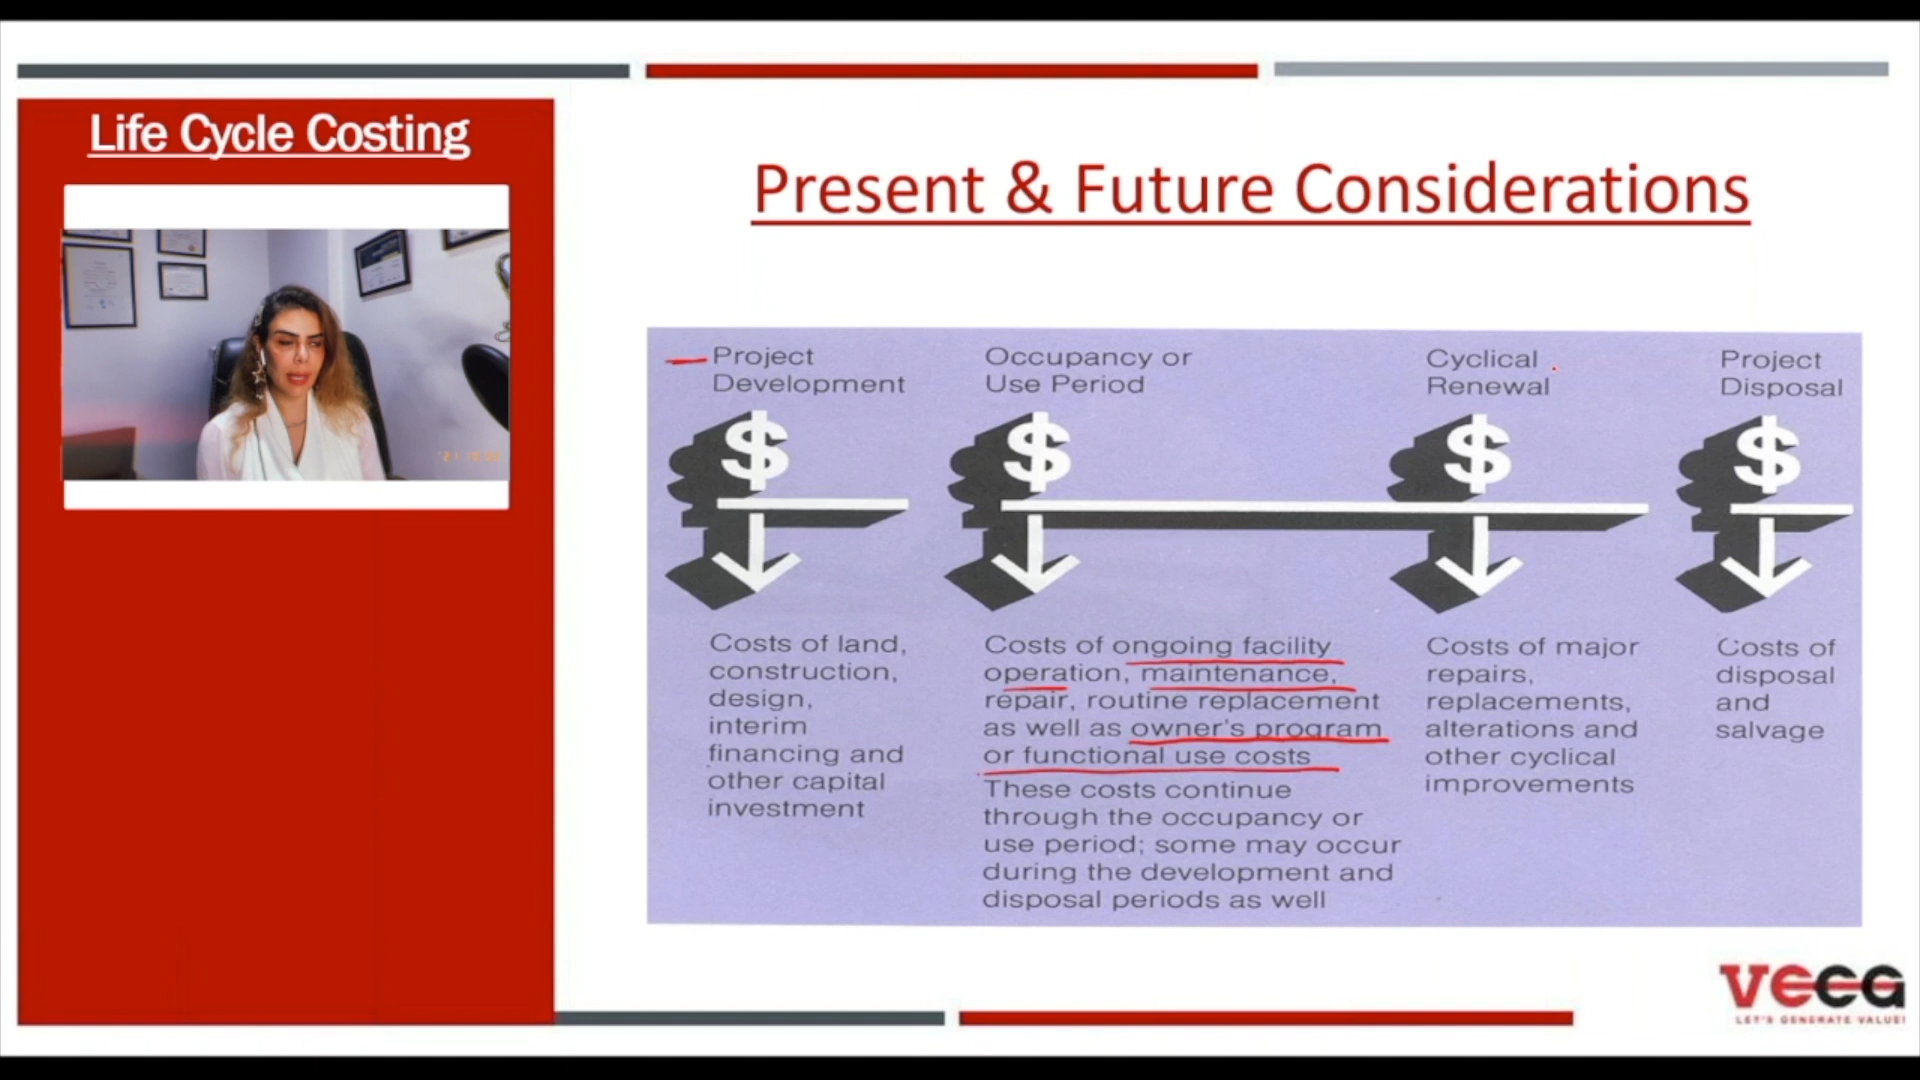 Life Cycle Costing
Present & Future Considerations
Project
Development
Occupancy or
Use Period
Cyclical
Renewal
Project
Disposal
$
$
$
$
Costs of land,
construction,
design,
interim
financing and
other capital
investment
Costs of ongoing facility
operation, maintenance,
repair, routine replacement
as well as owner's program
or functional use costs
These costs continue
through the occupancy or
use period; some may occur
during the development and
disposal periods as well
Costs of major
repairs,
replacements,
alterations and
other cyclical
improvements
Costs of
disposal
and
salvage
VECG
LET'S GENERATE VALUE!